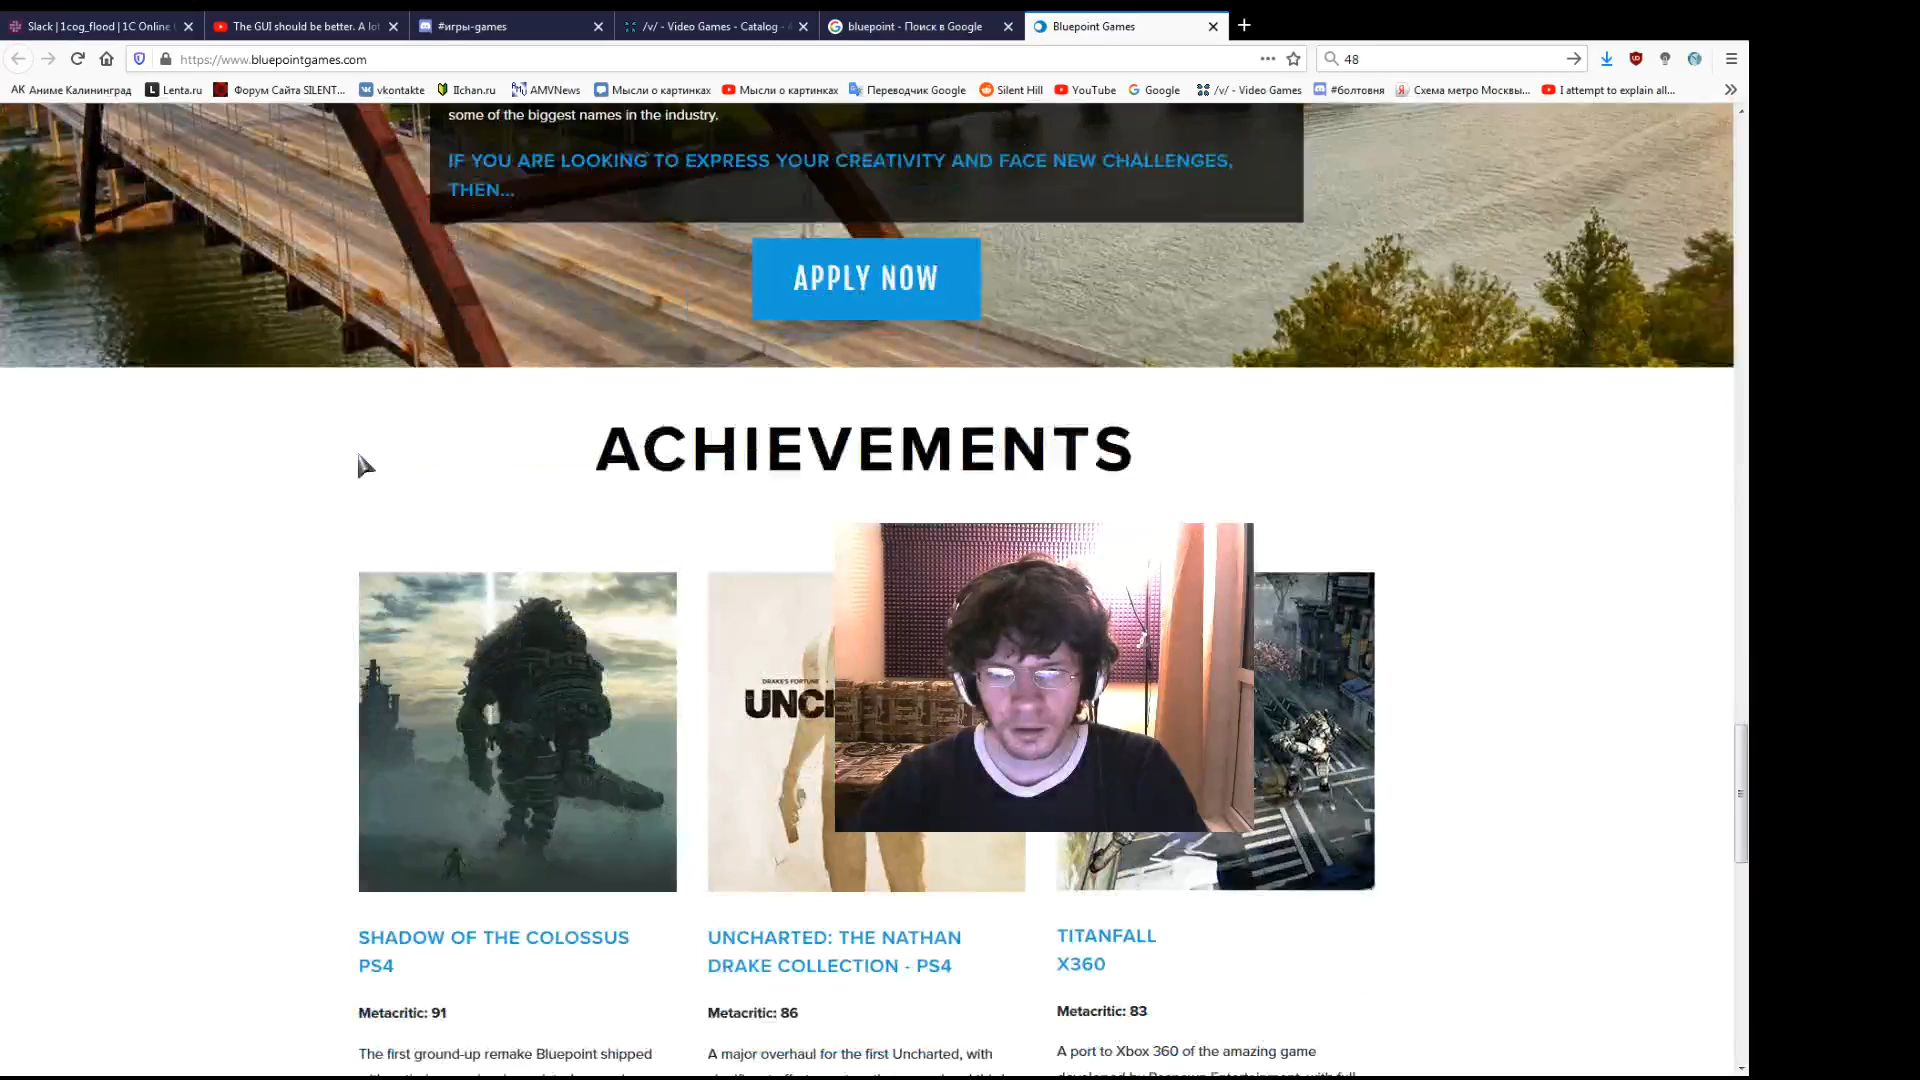 Slack | 1cog_flood | 1C Online
The GUI should be better. A lot
#игры-games
/v/ - Video Games - Catalog -
bluepoint - Поиск в Google
Bluepoint Games
https://www.bluepointgames.com
48
АК Аниме Калининград
Lenta.ru
Форум Сайта SILENT...
vkontakte
IIchan.ru
AMVNews
Мысли о картинках
Мысли о картинках
Переводчик Google
Silent Hill
YouTube
Google
/v/ - Video Games
#болтовня
Схема метро Москвы...
I attempt to explain all...
some of the biggest names in the industry.
IF YOU ARE LOOKING TO EXPRESS YOUR CREATIVITY AND FACE NEW CHALLENGES,
THEN...
APPLY NOW
ACHIEVEMENTS
DRAKE'S FORTUNE
UNC
SHADOW OF THE COLOSSUS
PS4
Metacritic: 91
The first ground-up remake Bluepoint shipped
UNCHARTED: THE NATHAN
DRAKE COLLECTION - PS4
Metacritic: 86
A major overhaul for the first Uncharted, with
TITANFALL
X360
Metacritic: 83
A port to Xbox 360 of the amazing game